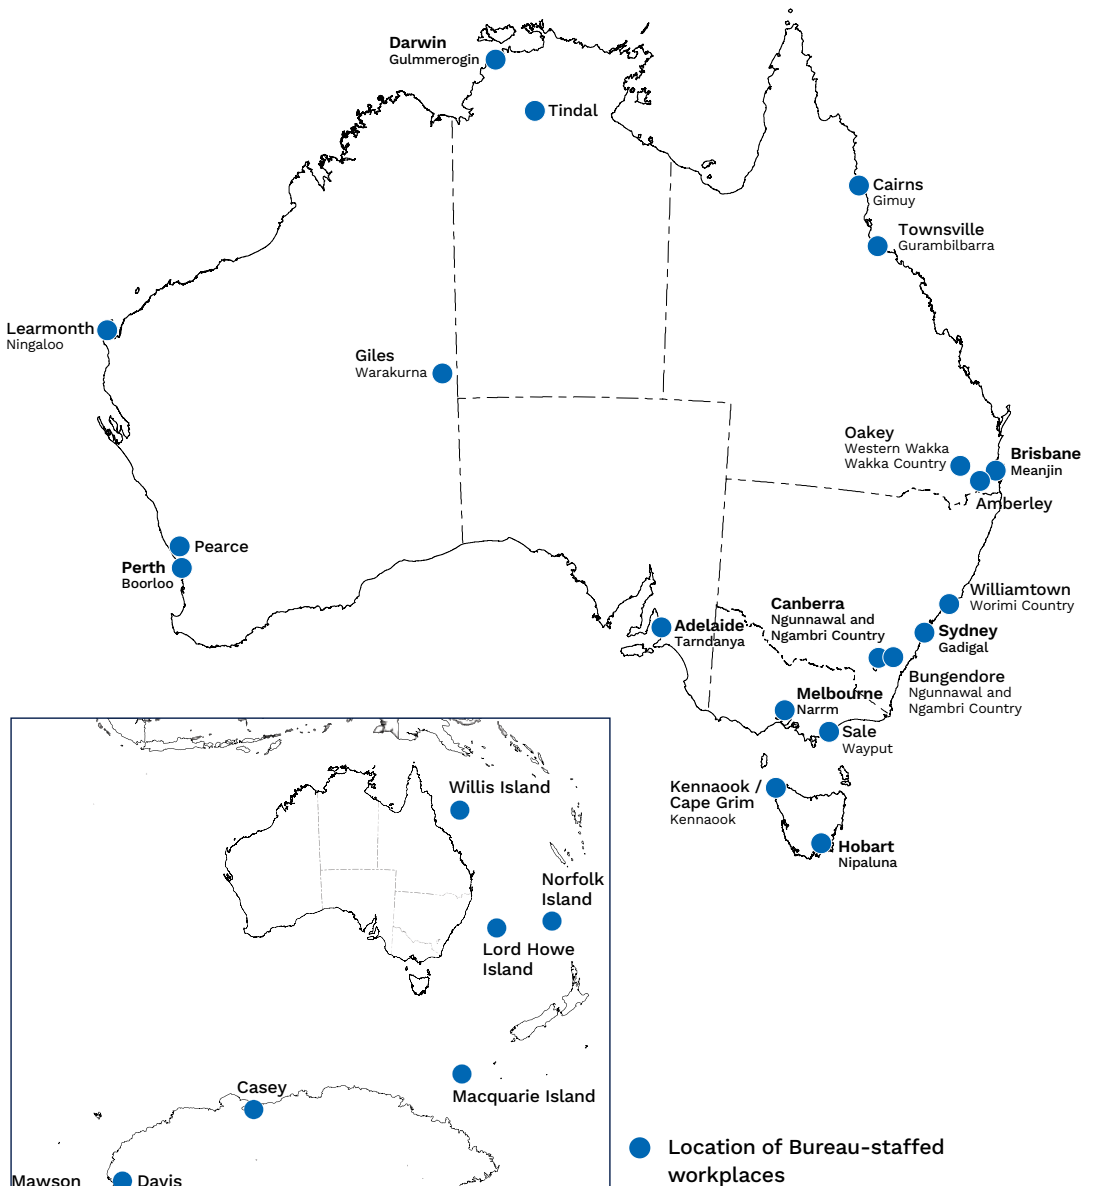 Darwin
Gulmmerogin
Tindal
Cairns
Gimuy
Townsville
Gurambilbarra
Learmonth
Ningaloo
Giles
Warakurna
Oakey
Western Wakka
Wakka Country
Brisbane
Meanjin
Amberley
Pearce
Perth
Boorloo
Williamtown
Worimi Country
Canberra
Ngunnawal and
Ngambri Country
Adelaide
Tarndanya
Sydney
Gadigal
Bungendore
Ngunnawal and
Ngambri Country
Melbourne
Narrm
Sale
Wayput
Kennaook /
Cape Grim
Kennaook
Hobart
Nipaluna
Willis Island
Norfolk
Island
Lord Howe
Island
Macquarie Island
Casey
Mawson
Davis
Location of Bureau-staffed
workplaces